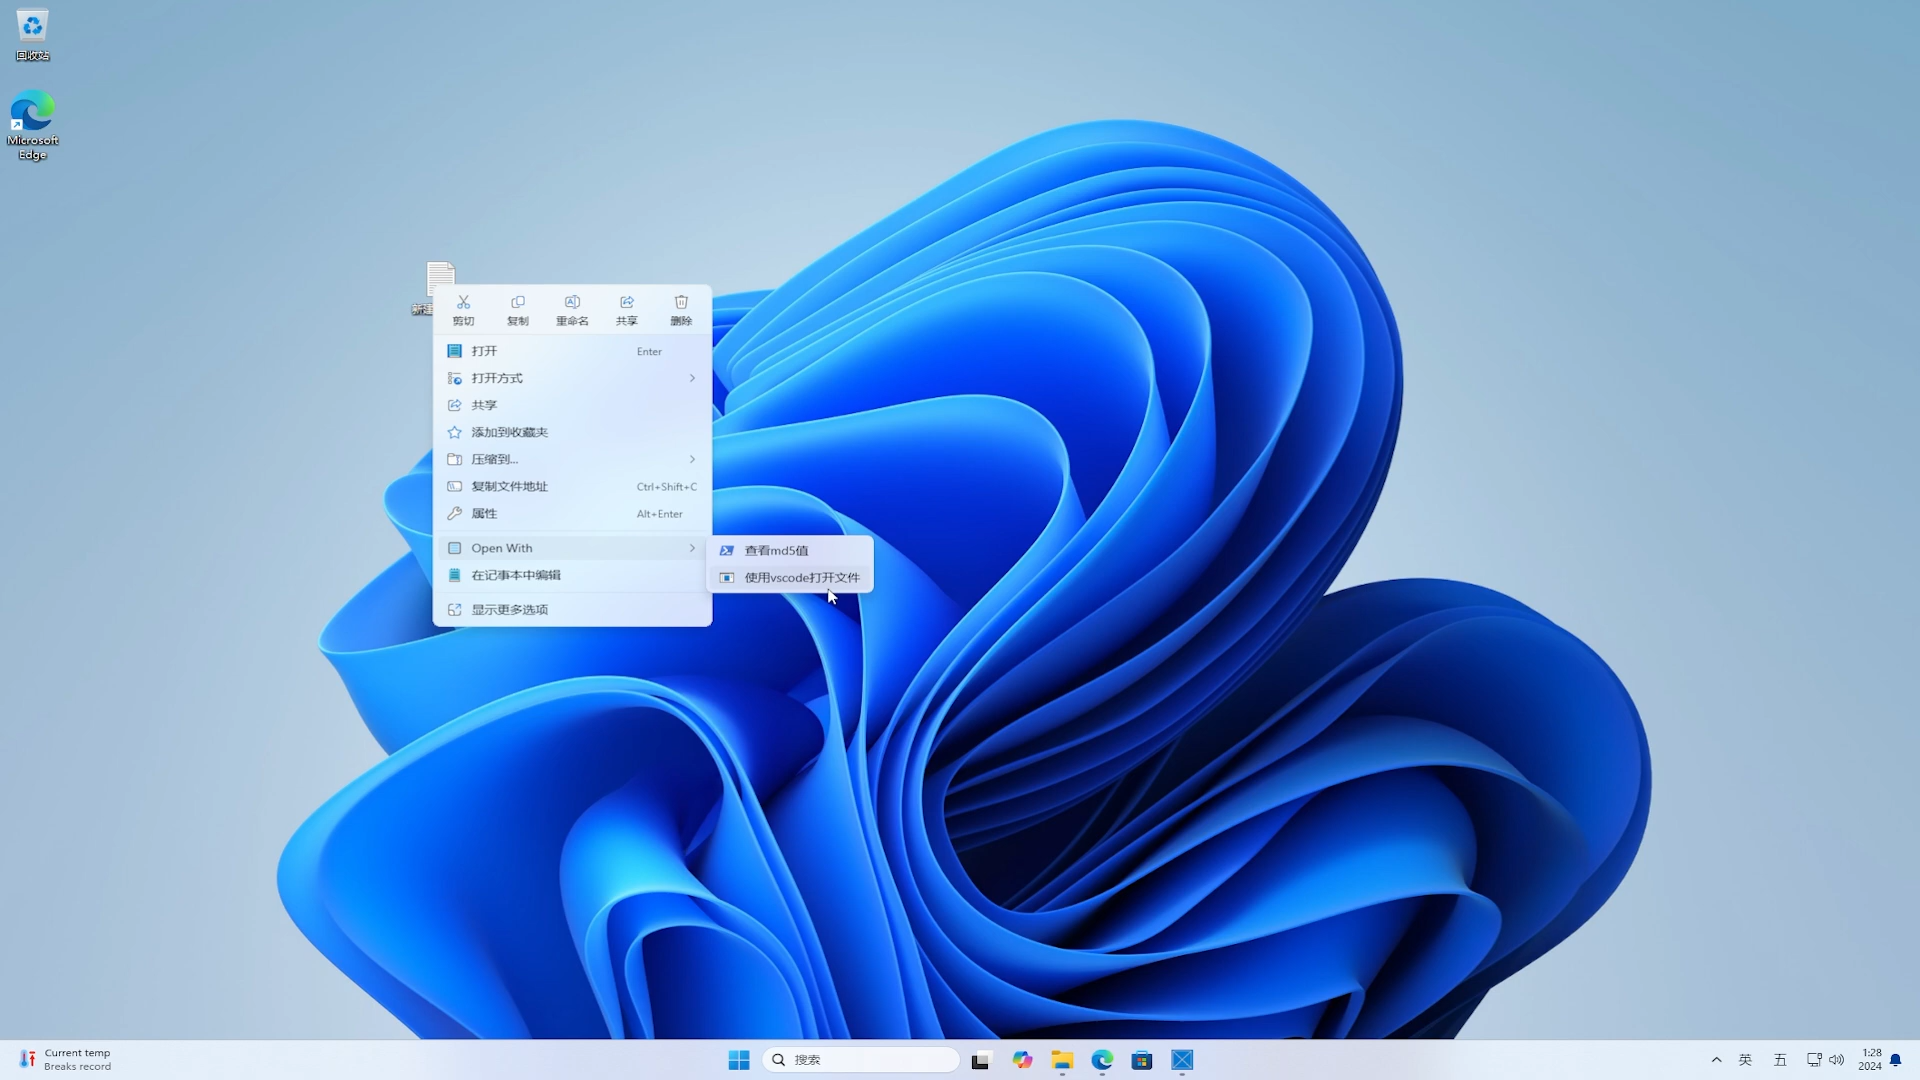 回收站
Microsoft
Edge
剪切
复制
重命名
共享
删除
打开 Enter
打开方式
共享
添加到收藏夹
压缩到...
复制文件地址 Ctrl+Shift+C
属性 Alt+Enter
Open With
查看md5值
使用vscode打开文件
在记事本中编辑
显示更多选项
Current temp
Breaks record
搜索
英
五
1:28
2024